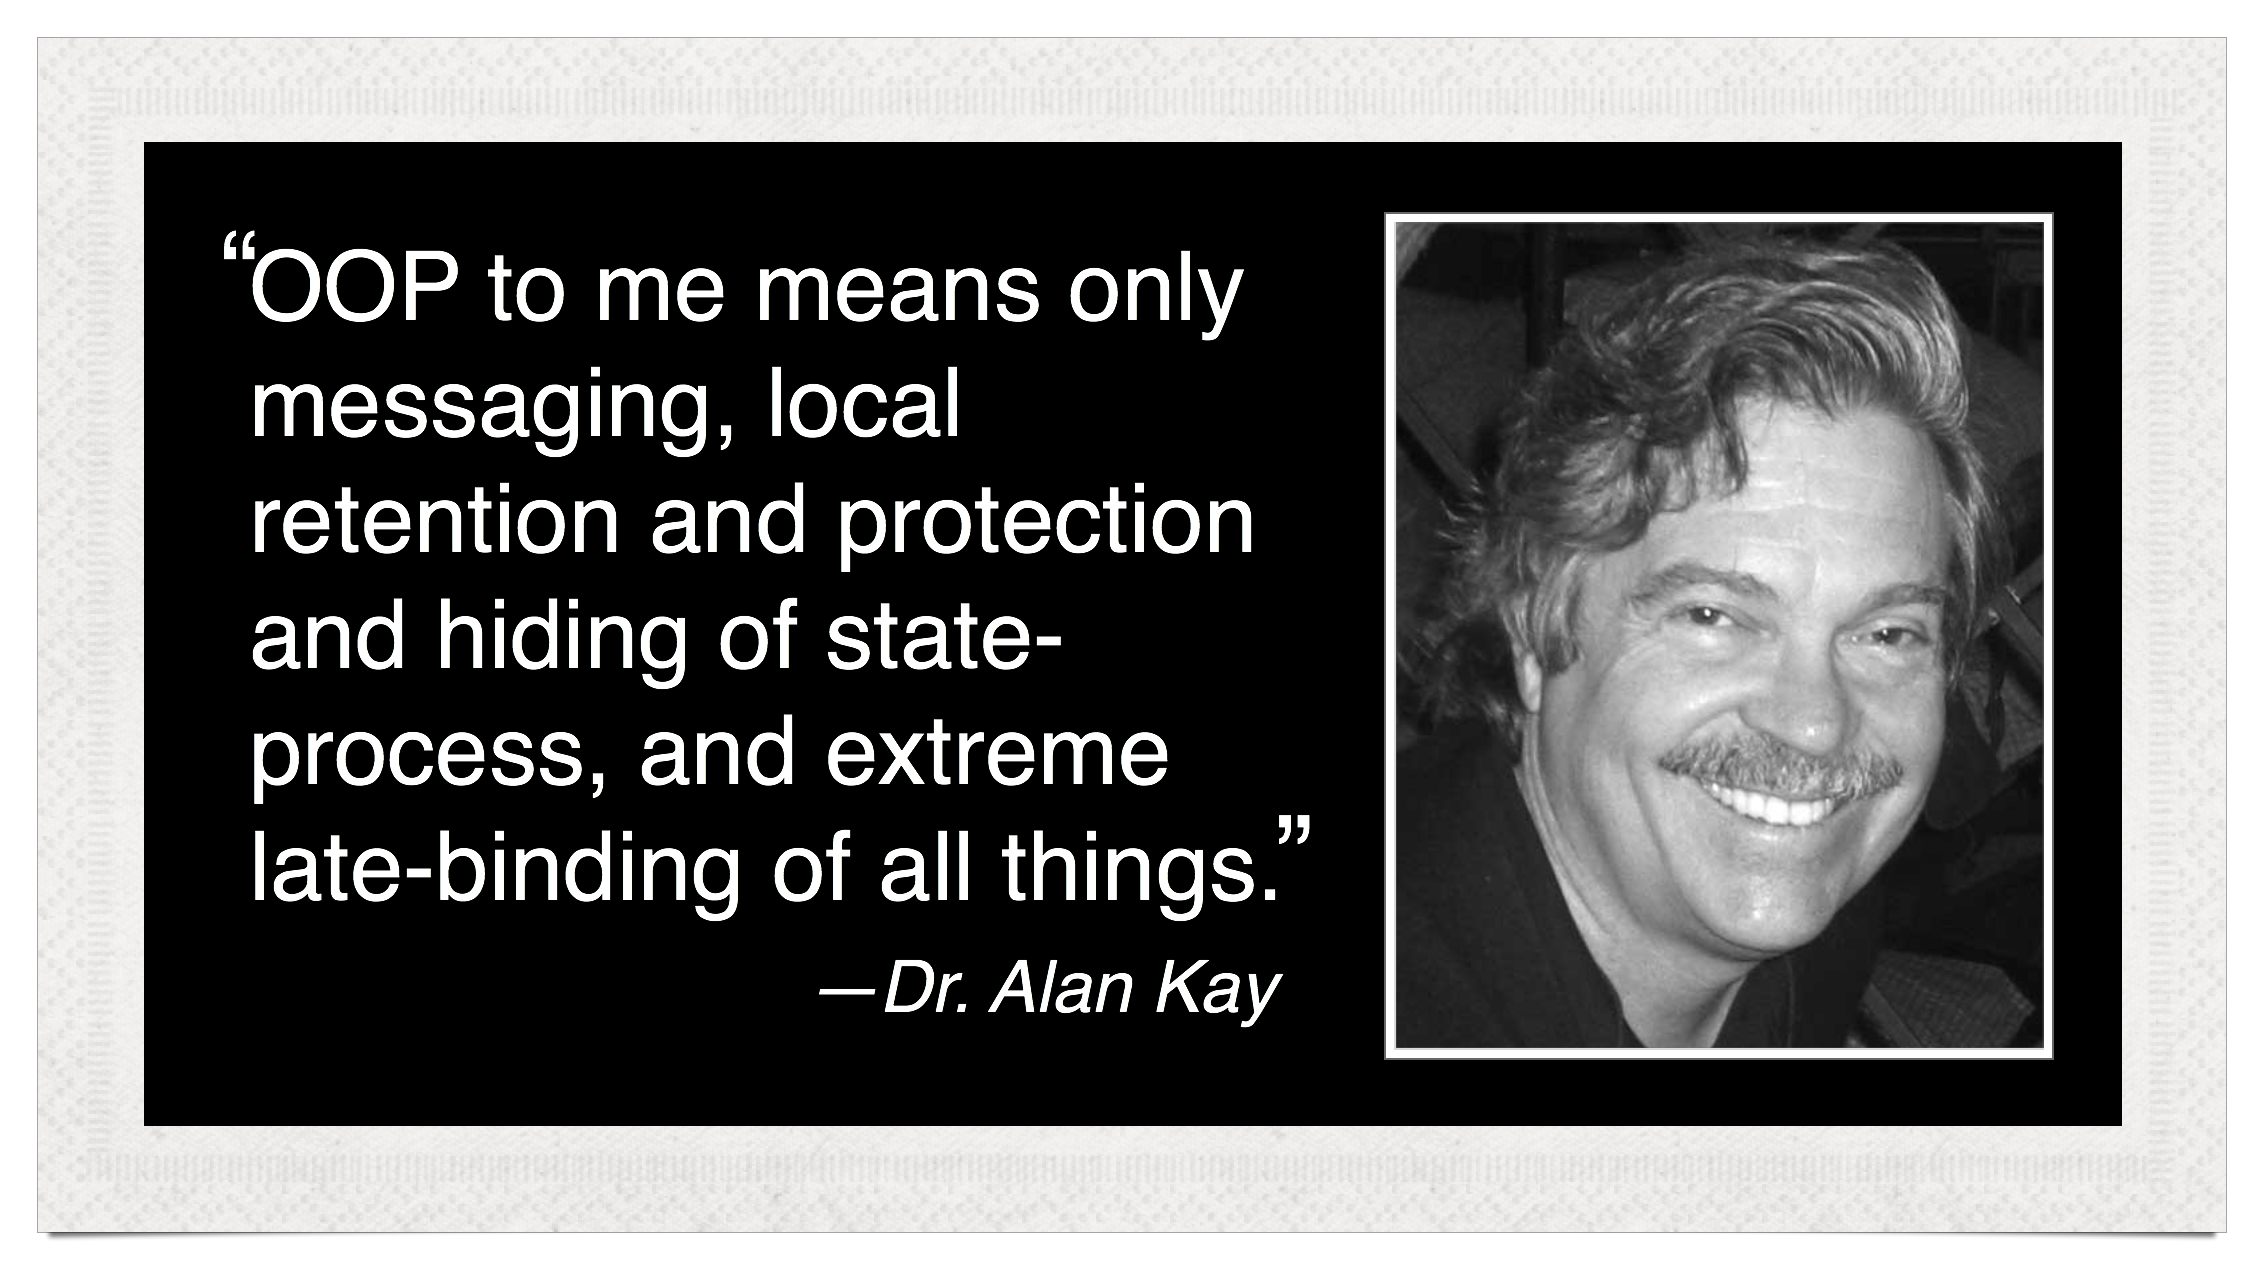 “OOP to me means only
messaging, local
retention and protection
and hiding of state-
process, and extreme
late-binding of all things.”
—Dr. Alan Kay